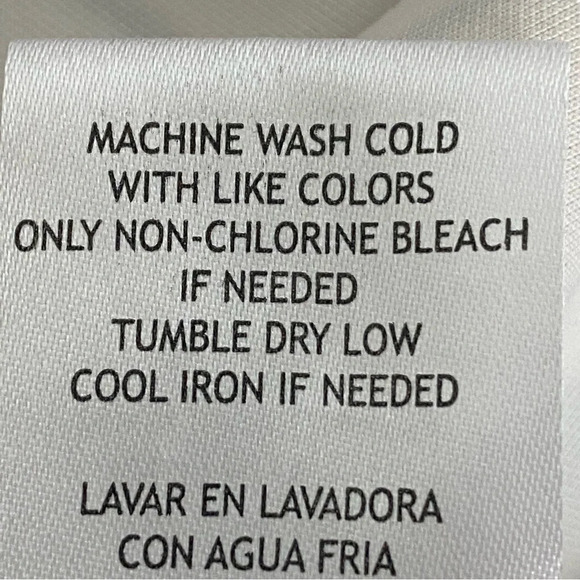 MACHINE WASH COLD
WITH LIKE COLORS
ONLY NON-CHLORINE BLEACH
IF NEEDED
TUMBLE DRY LOW
COOL IRON IF NEEDED
LAVAR EN LAVADORA
CON AGUA FRIA